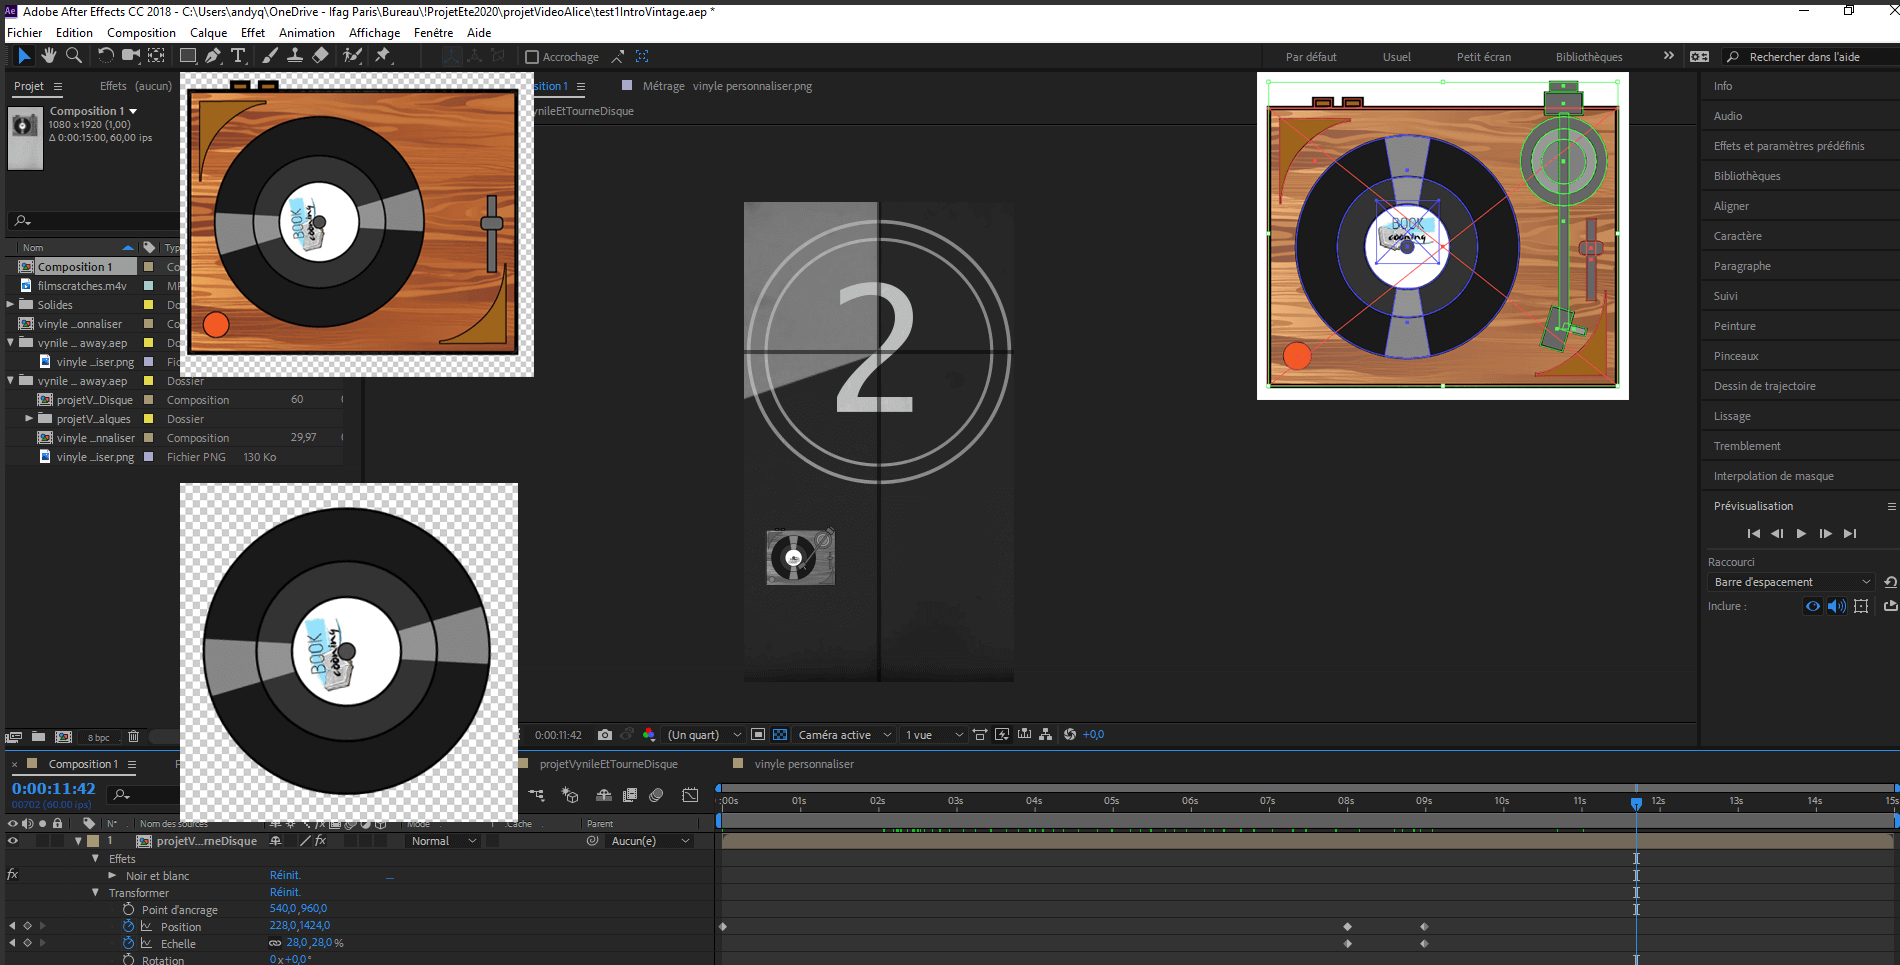 Ae Adobe After Effects CC 2018 - C:\Users\andyq\OneDrive - Ifag Paris\Bureau\!ProjetEte2020\projetVideoAlice\test1IntroVintage.aep *
Fichier Edition Composition Calque Effet Animation Affichage Fenêtre Aide
Accrochage Par défaut Usuel Petit écran Bibliothèques » Rechercher dans l'aide
Projet Effets (aucun)
sition 1 Métrage vinyle personnaliser.png
ynileEtTourneDisque
Composition 1
1080 x 1920 (1,00)
Δ 0:00:15:00, 60,00 ips
Nom Typ
Composition 1 Co
filmscratches.m4v
Solides Do
vinyle ...onnaliser Co
vynile ... away.aep Do
vinyle ...iser.png Fic
vynile ... away.aep Dossier
projetV...Disque Composition 60
projetV...alques Dossier
vinyle ...nnaliser Composition 29,97
vinyle ...iser.png Fichier PNG 130 Ko
BOOK
cooning
BOOK
cooning
2
BOOK
cooning
Info
Audio
Effets et paramètres prédéfinis
Bibliothèques
Aligner
Caractère
Paragraphe
Suivi
Peinture
Pinceaux
Dessin de trajectoire
Lissage
Tremblement
Interpolation de masque
Prévisualisation
Raccourci
Barre d'espacement
Inclure :
8 bpc
0:00:11:42 (Un quart) Caméra active 1 vue +0,0
× Composition 1 projetVynileEtTourneDisque vinyle personnaliser
0:00:11:42
00702 (60.00 ips)
:00s 01s 02s 03s 04s 05s 06s 07s 08s 09s 10s 11s 12s 13s 14s 15s
N° Nom des sources Mode .Cache Parent
1 projetV...rneDisque Normal Aucun(e)
Effets
fx Noir et blanc Réinit.
Transformer Réinit.
Point d'ancrage 540,0,960,0
Position 228,0,1424,0
Echelle 28,0,28,0 %
Rotation 0x+0,0°